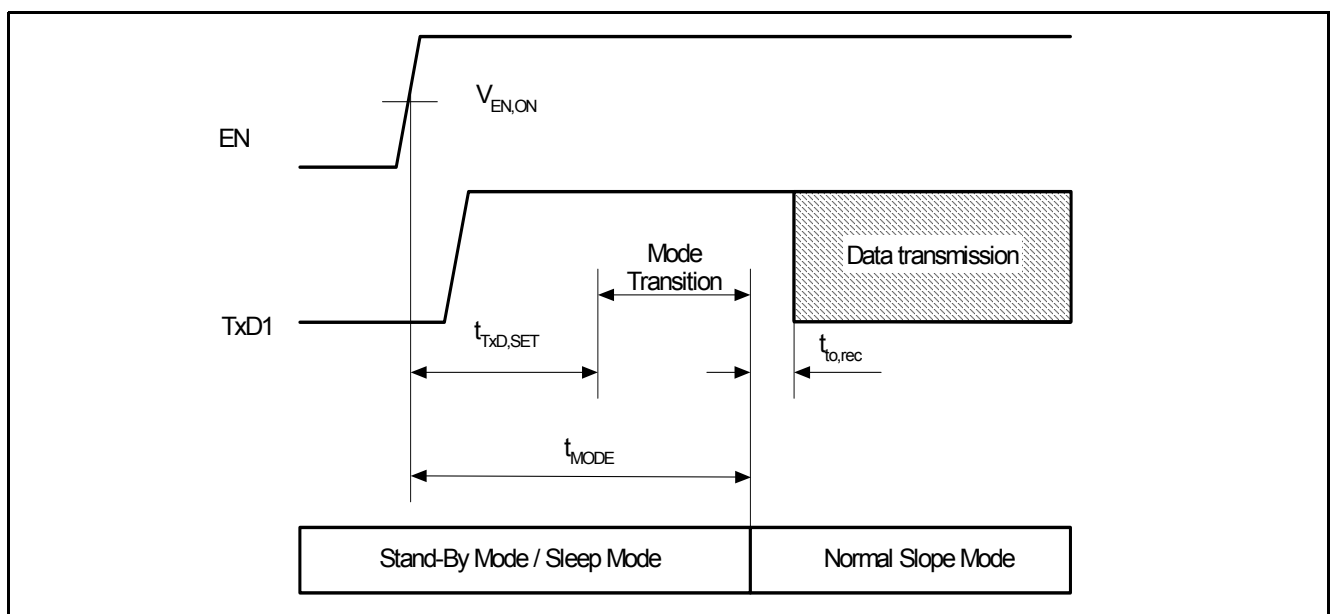 V_EN,ON
EN
Mode
Transition
Data transmission
TxD1
t_TxD,SET
t_to,rec
t_MODE
Stand-By Mode / Sleep Mode
Normal Slope Mode